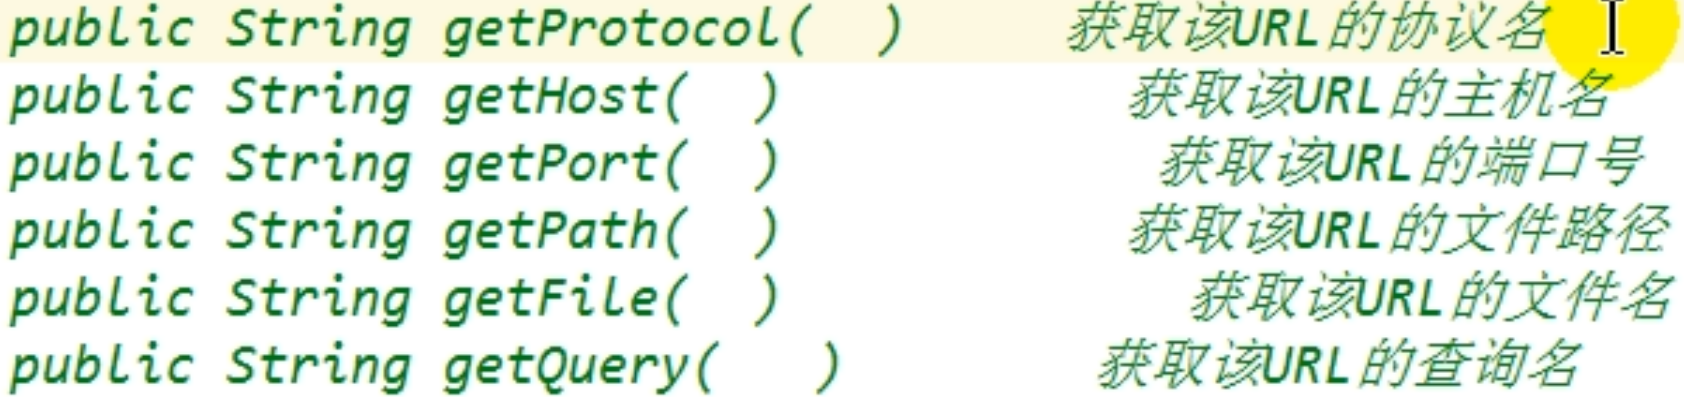 public String getProtocol(  )     获取该URL的协议名
public String getHost(  )     获取该URL的主机名
public String getPort(  )     获取该URL的端口号
public String getPath(  )     获取该URL的文件路径
public String getFile(  )     获取该URL的文件名
public String getQuery(   )     获取该URL的查询名